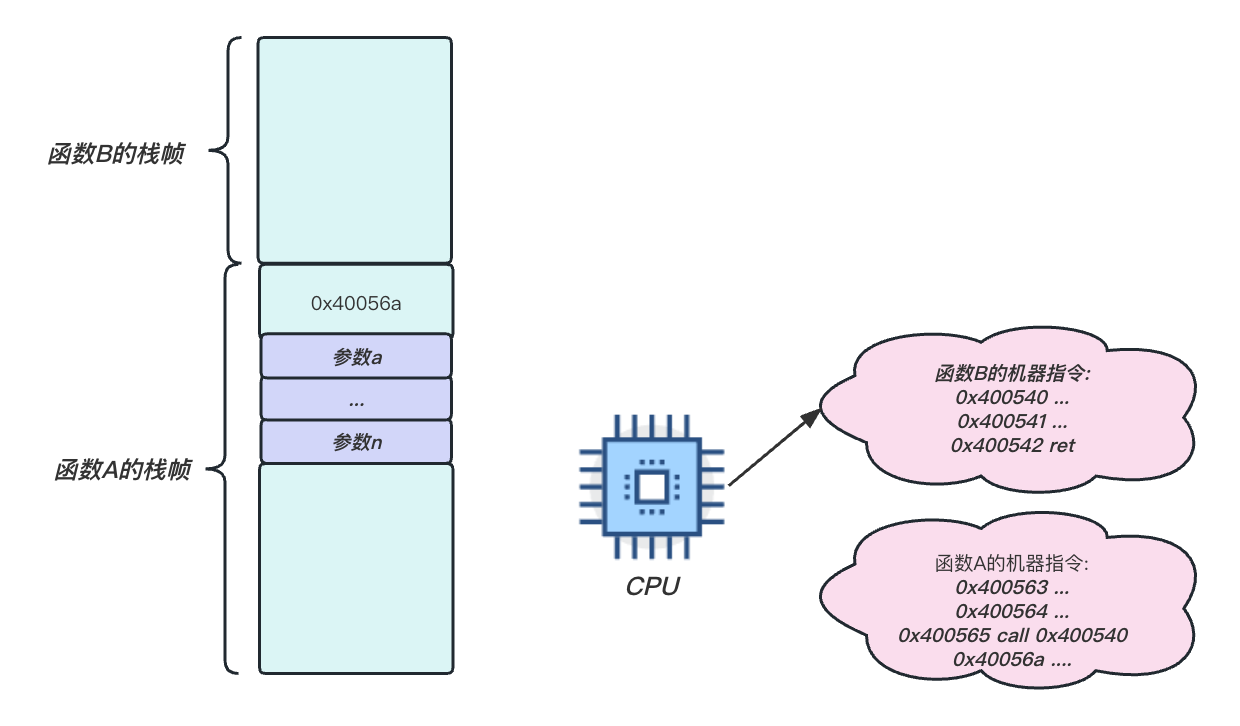 函数B的栈帧
0x40056a
参数a
...
参数n
函数A的栈帧
CPU
函数B的机器指令:
0x400540 ...
0x400541 ...
0x400542 ret
函数A的机器指令:
0x400563 ...
0x400564 ...
0x400565 call 0x400540
0x40056a ....